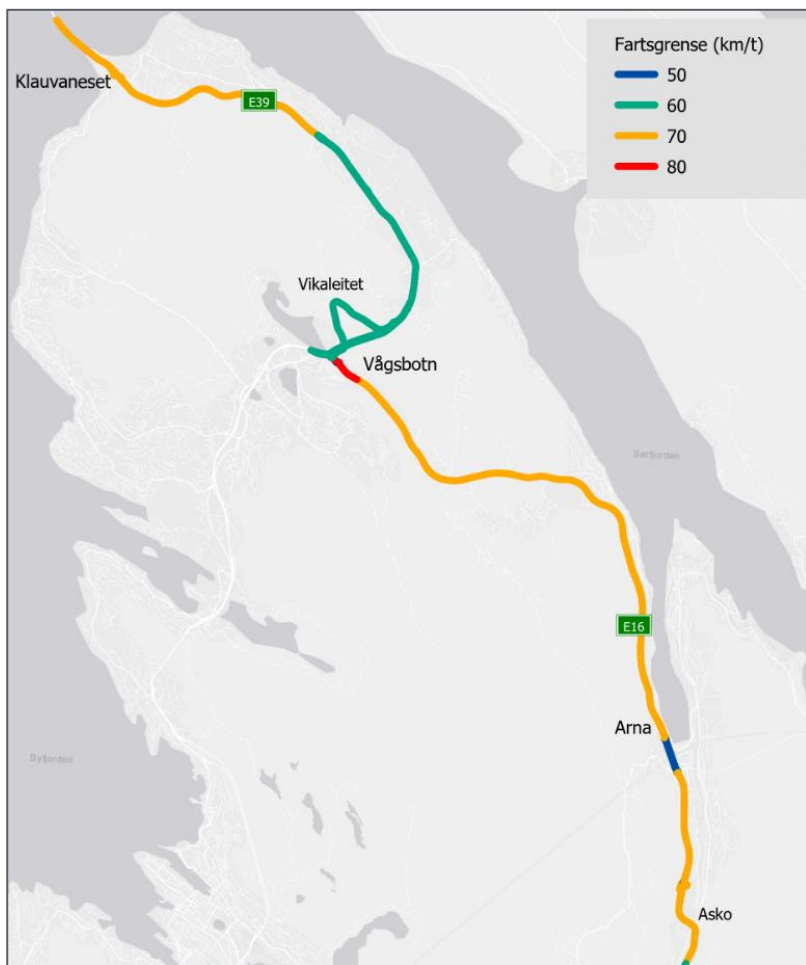 Fartsgrense (km/t)
50
60
70
80
Klauvaneset
E39
Vikaleitet
Vågsbotn
Sørfjorden
E16
Arna
Byfjorden
Asko